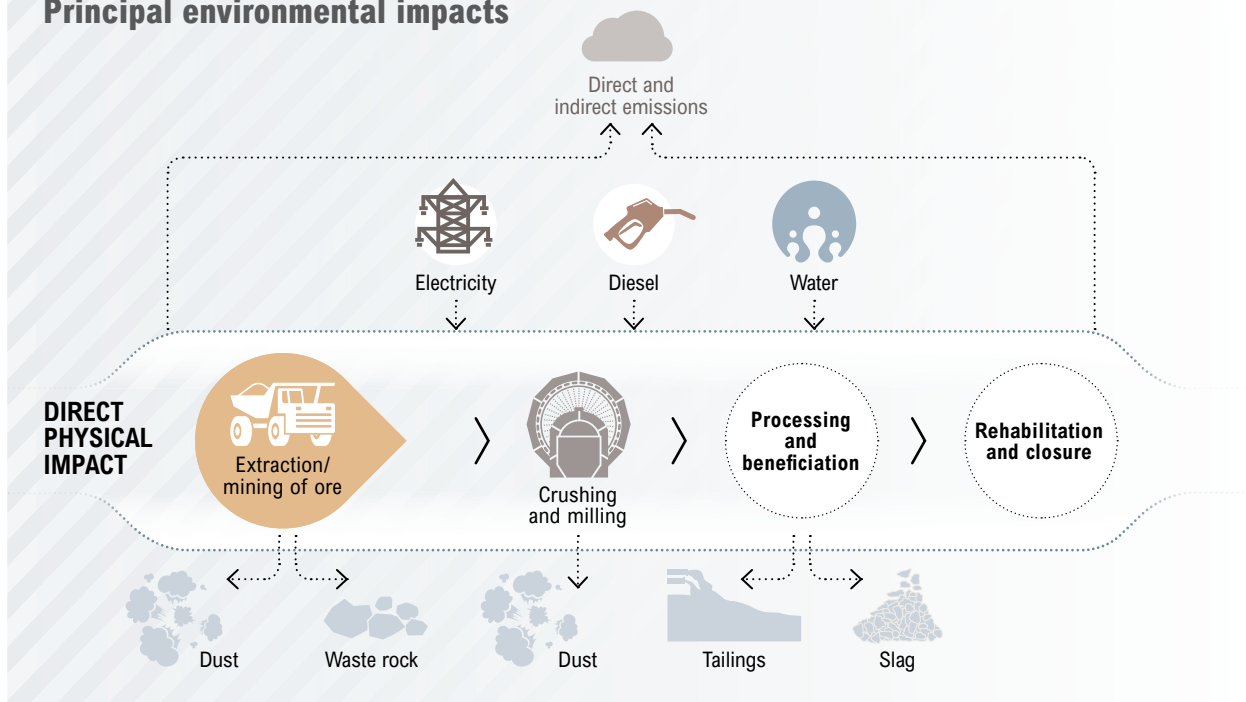 Principal environmental impacts
Direct and
indirect emissions
Electricity
Diesel
Water
DIRECT
PHYSICAL
IMPACT
Extraction/
mining of ore
Crushing
and milling
Processing
and
beneficiation
Rehabilitation
and closure
Dust
Waste rock
Dust
Tailings
Slag